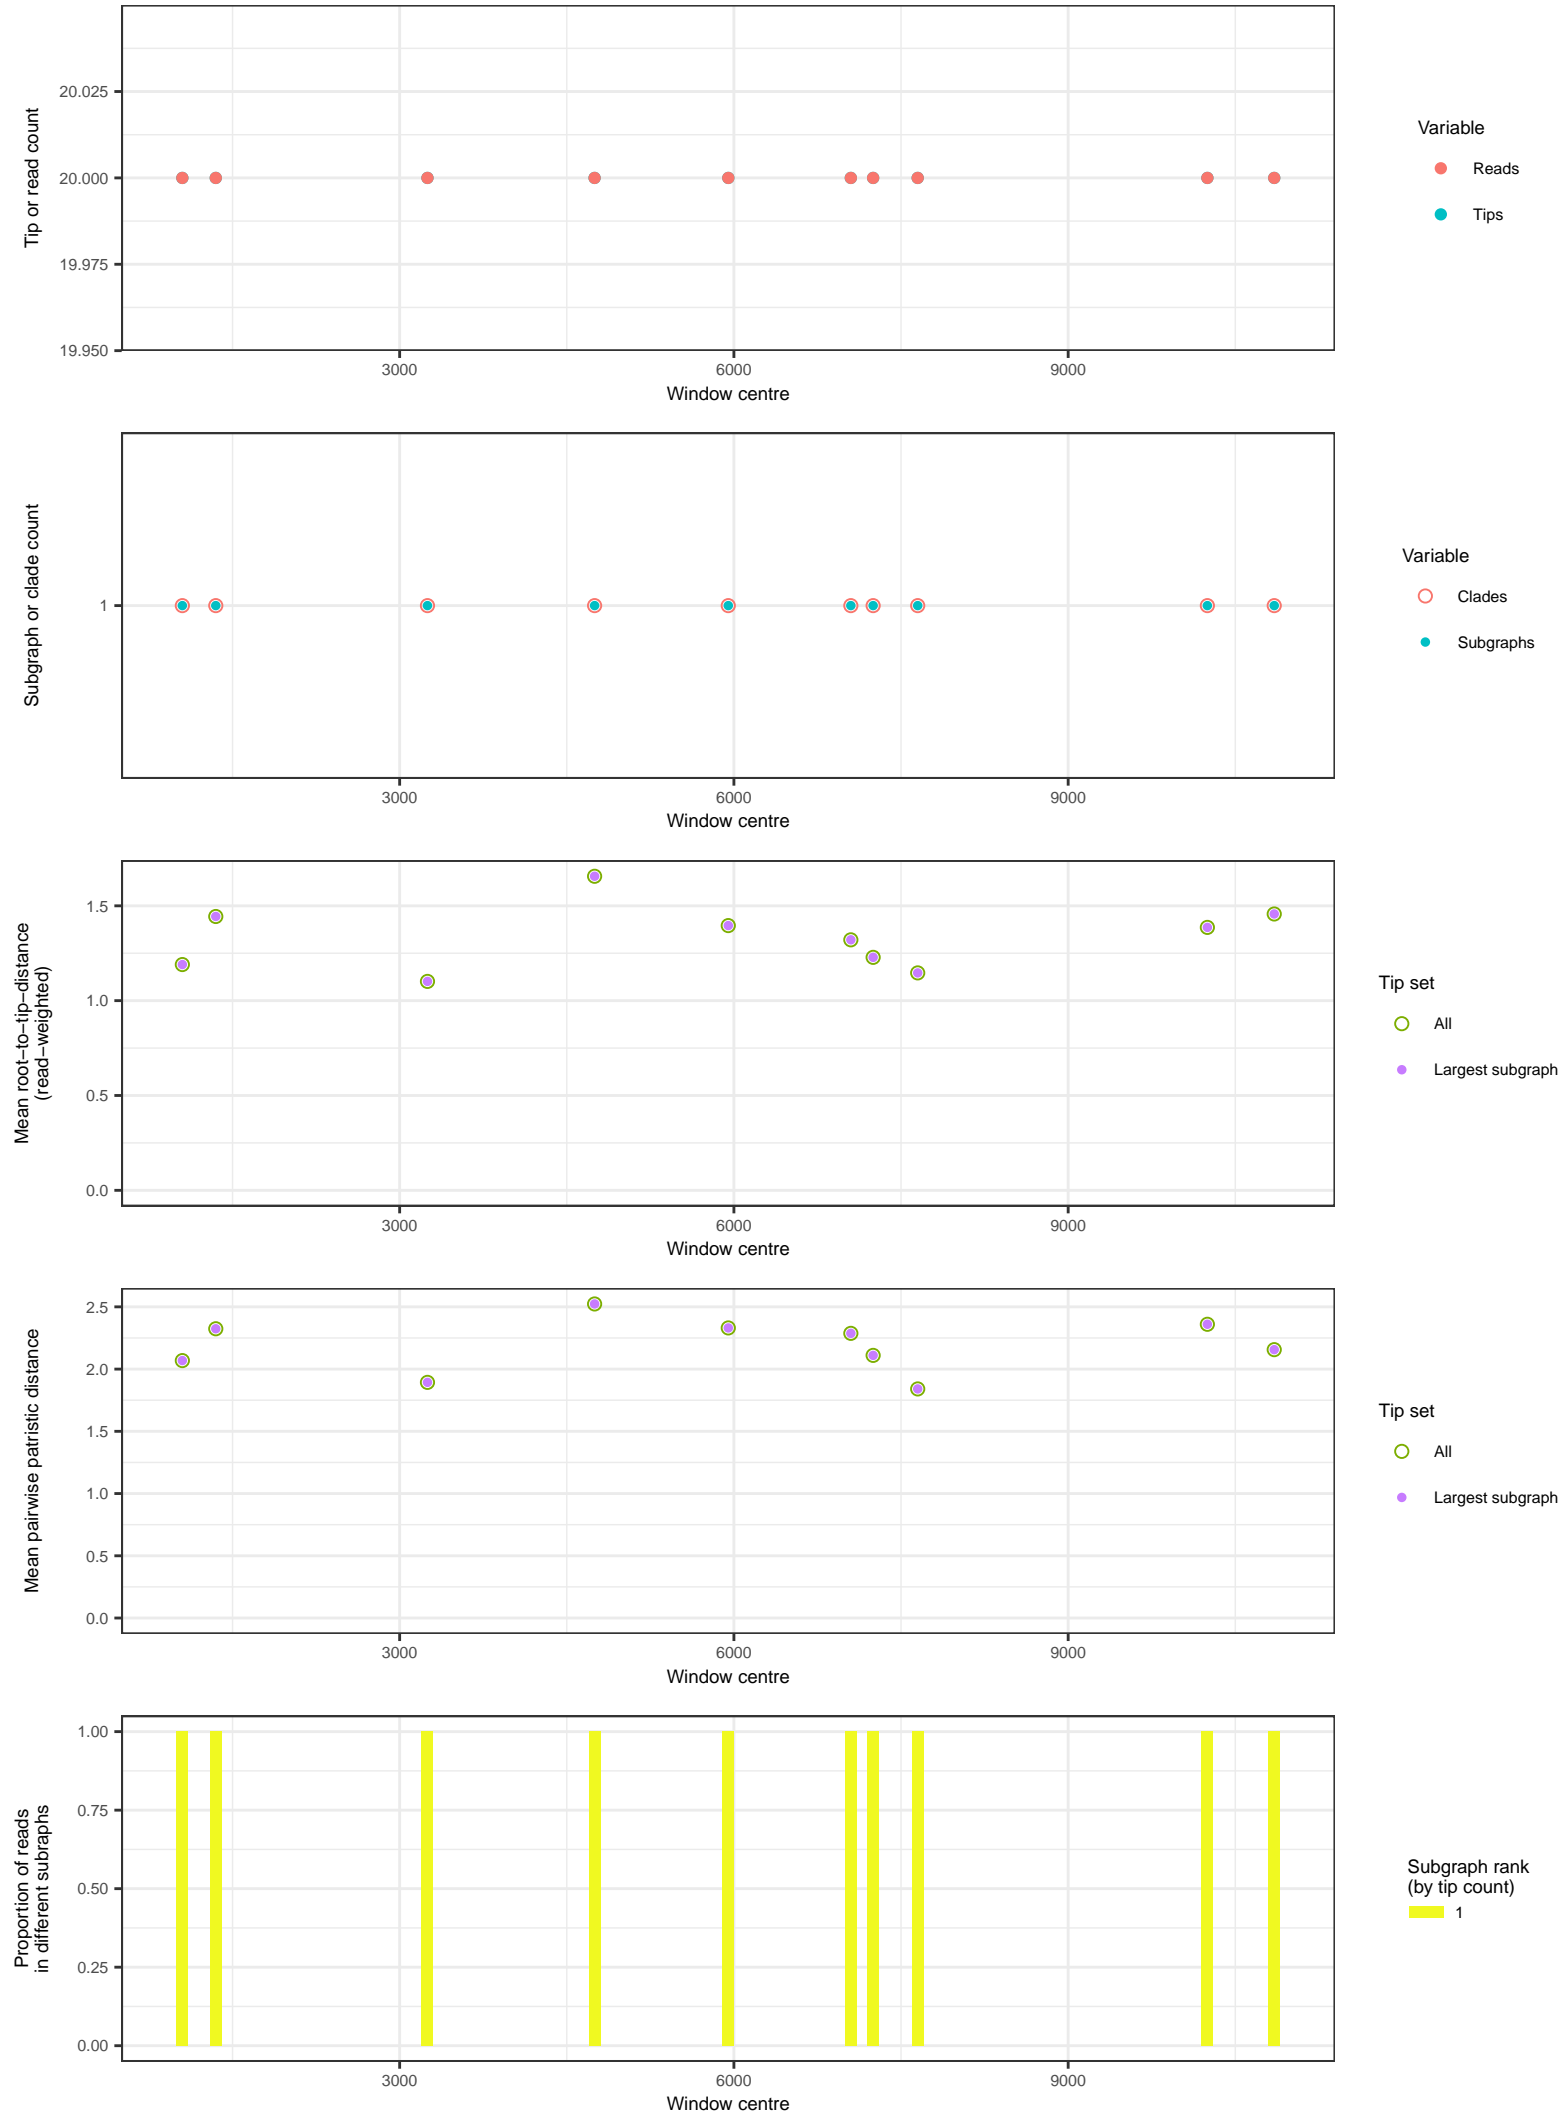 20.025
20.000
19.975
19.950
Tip or read count
3000 6000 9000
Window centre
Variable
Reads
Tips
1
Subgraph or clade count
3000 6000 9000
Window centre
Variable
Clades
Subgraphs
1.5
1.0
0.5
0.0
Mean root−to−tip−distance
(read−weighted)
3000 6000 9000
Window centre
Tip set
All
Largest subgraph
2.5
2.0
1.5
1.0
0.5
0.0
Mean pairwise patristic distance
3000 6000 9000
Window centre
Tip set
All
Largest subgraph
1.00
0.75
0.50
0.25
0.00
Proportion of reads
in different subraphs
3000 6000 9000
Window centre
Subgraph rank
(by tip count)
1